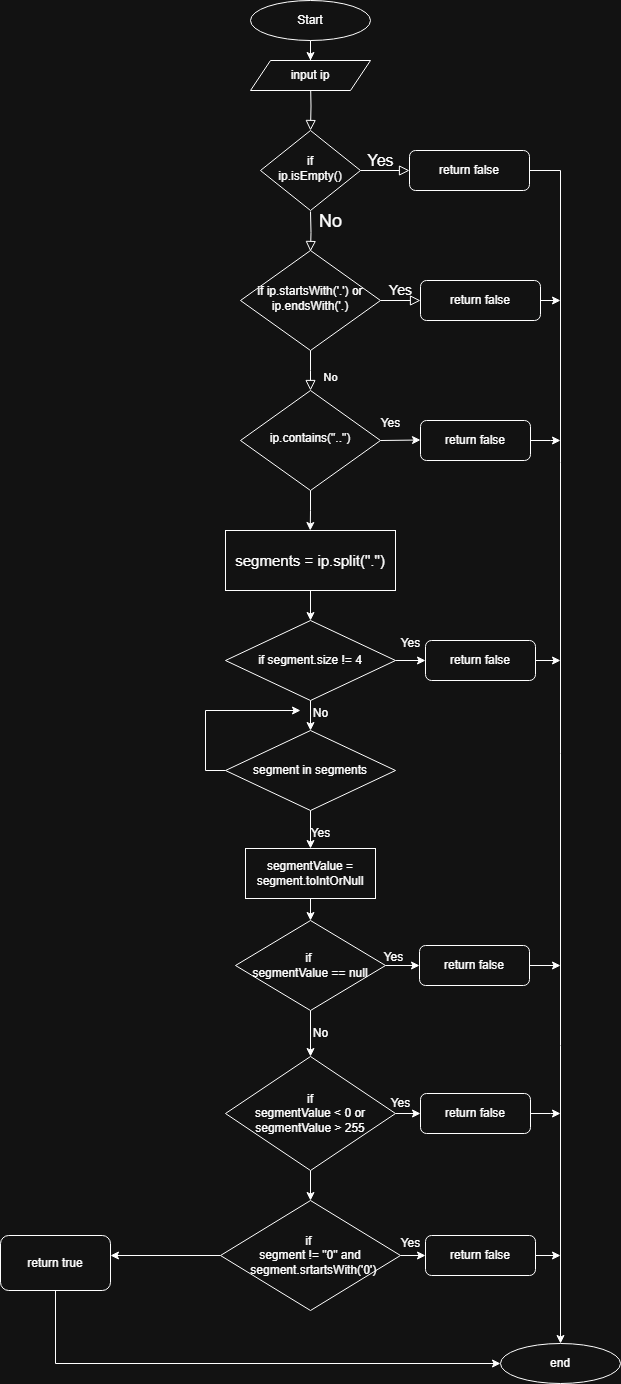 Start
input ip
if
ip.isEmpty()
Yes
return false
No
if ip.startsWith('.') or
ip.endsWith('.)
Yes
return false
No
ip.contains("..")
Yes
return false
segments = ip.split(".")
if segment.size != 4
Yes
return false
No
segment in segments
Yes
segmentValue =
segment.toIntOrNull
if
segmentValue == null
Yes
return false
No
if
segmentValue < 0 or
segmentValue > 255
Yes
return false
if
segment != "0" and
segment.srtartsWith('0')
Yes
return false
return true
end